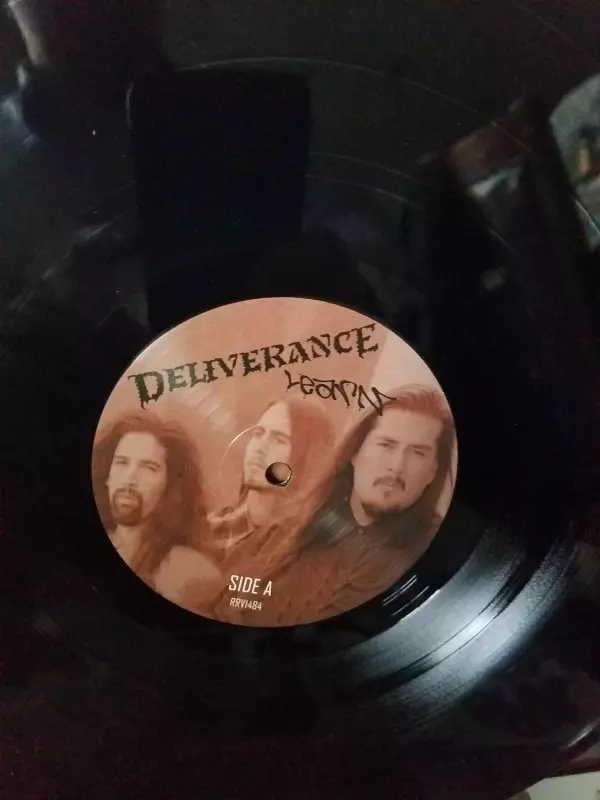 DELIVERANCE
Learn
SIDE A
RRV1484